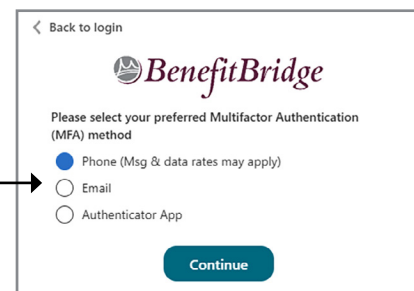 Back to login
BenefitBridge
Please select your preferred Multifactor Authentication
(MFA) method
Phone (Msg & data rates may apply)
Email
Authenticator App
Continue